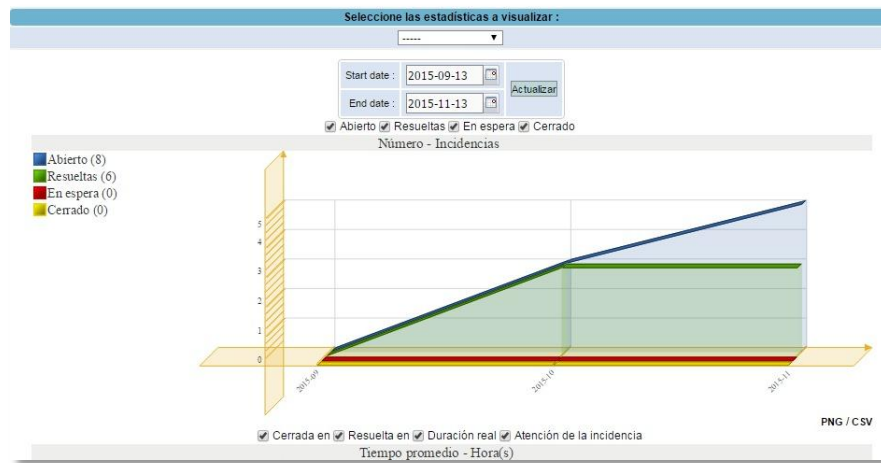 Seleccione las estadísticas a visualizar :
-----
Start date : 2015-09-13
Actualizar
End date : 2015-11-13
Abierto Resueltas En espera Cerrado
Número - Incidencias
Abierto (8)
Resueltas (6)
En espera (0)
Cerrado (0)
5
4
3
2
1
0
2015-09
2015-10
2015-11
PNG / CSV
Cerrada en Resuelta en Duración real Atención de la incidencia
Tiempo promedio - Hora(s)